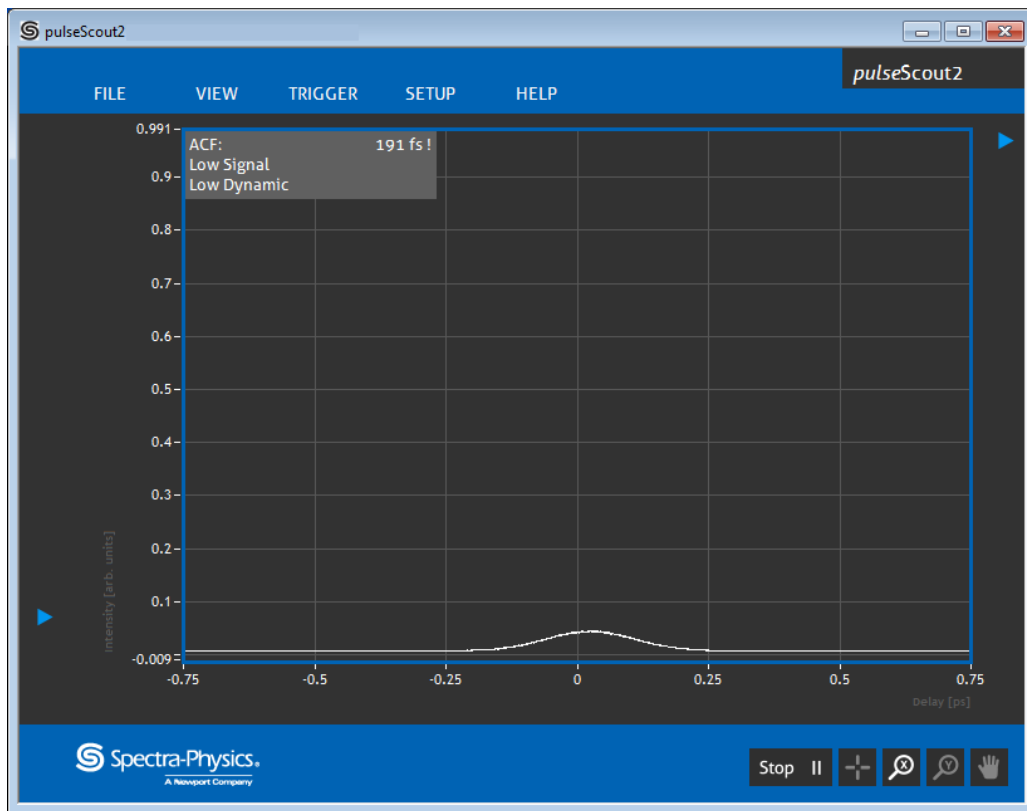 pulseScout2
pulseScout2
FILE VIEW TRIGGER SETUP HELP
ACF: 191 fs !
Low Signal
Low Dynamic
0.991
0.9
0.8
0.7
0.6
0.5
0.4
0.3
0.2
0.1
-0.009
Intensity [arb. units]
-0.75 -0.5 -0.25 0 0.25 0.5 0.75
Delay [ps]
Spectra-Physics.
A Newport Company
Stop
X
Y